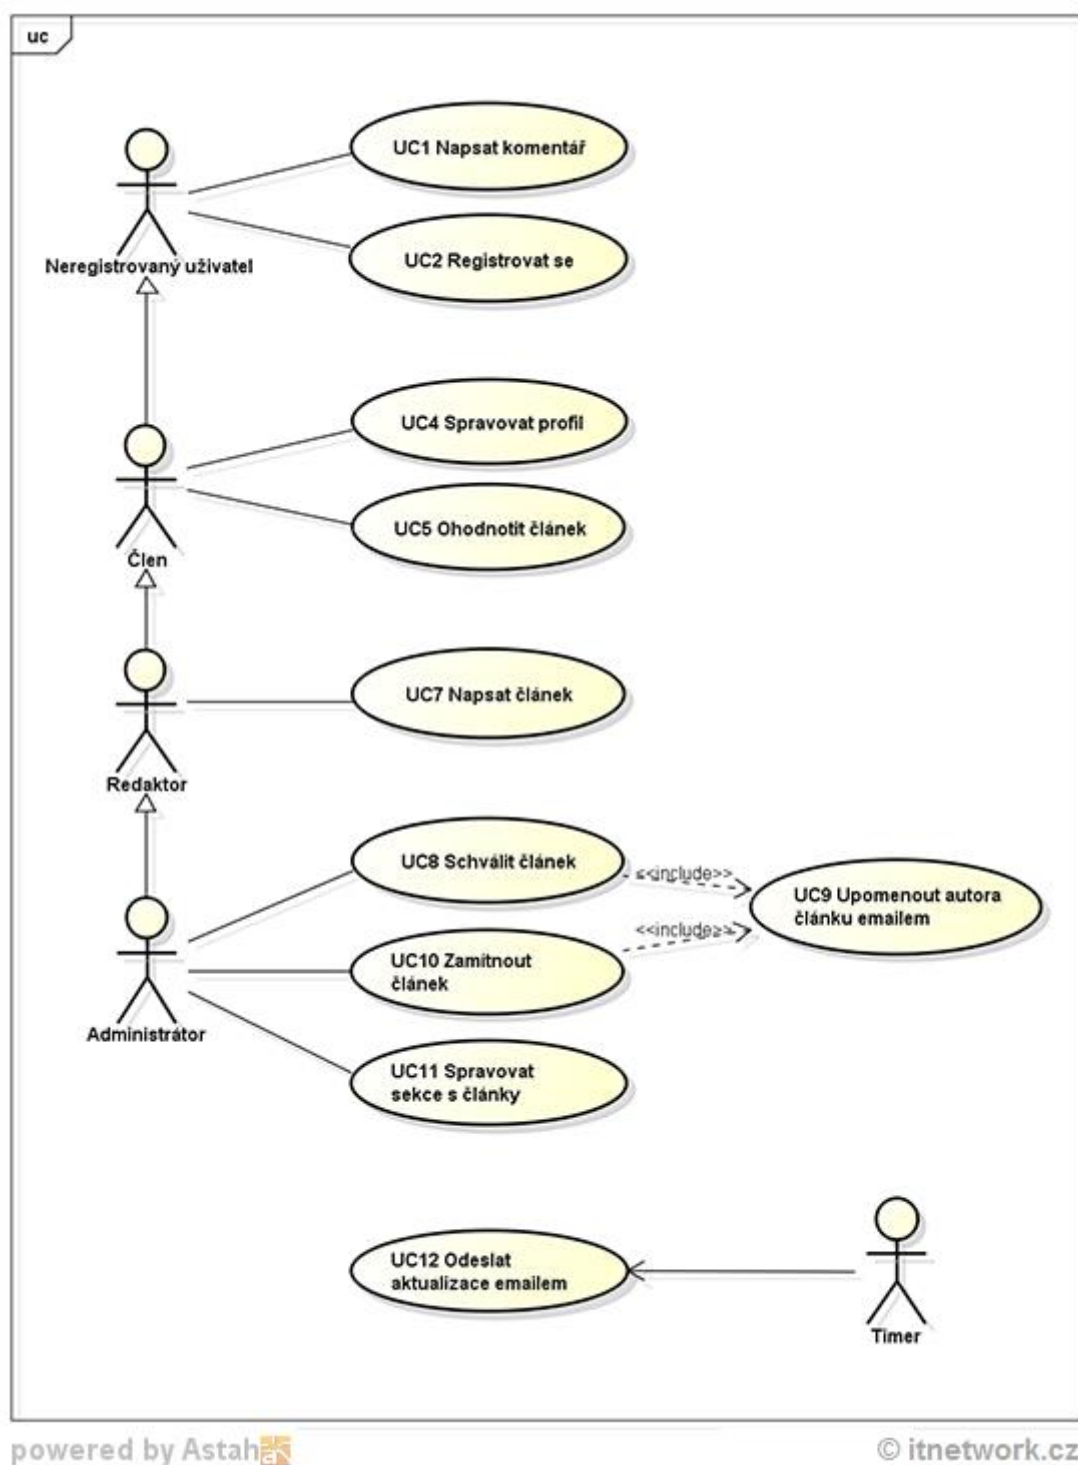 uc
UC1 Napsat komentář
UC2 Registrovat se
Neregistrovaný uživatel
UC4 Spravovat profil
UC5 Ohodnotit článek
Člen
UC7 Napsat článek
Redaktor
UC8 Schválit článek
<<include>>
UC9 Upomenout autora
článku emailem
<<include>>
UC10 Zamítnout
článek
Administrátor
UC11 Spravovat
sekce s články
UC12 Odeslat
aktualizace emailem
Timer
powered by Astah
© itnetwork.cz